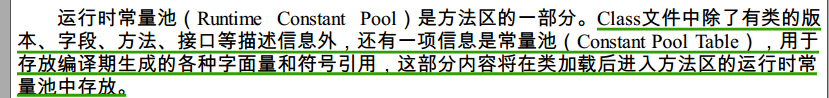 运行时常量池（Runtime Constant Pool）是方法区的一部分。Class文件中除了有类的版
本、字段、方法、接口等描述信息外，还有一项信息是常量池（Constant Pool Table），用于
存放编译期生成的各种字面量和符号引用，这部分内容将在类加载后进入方法区的运行时常
量池中存放。